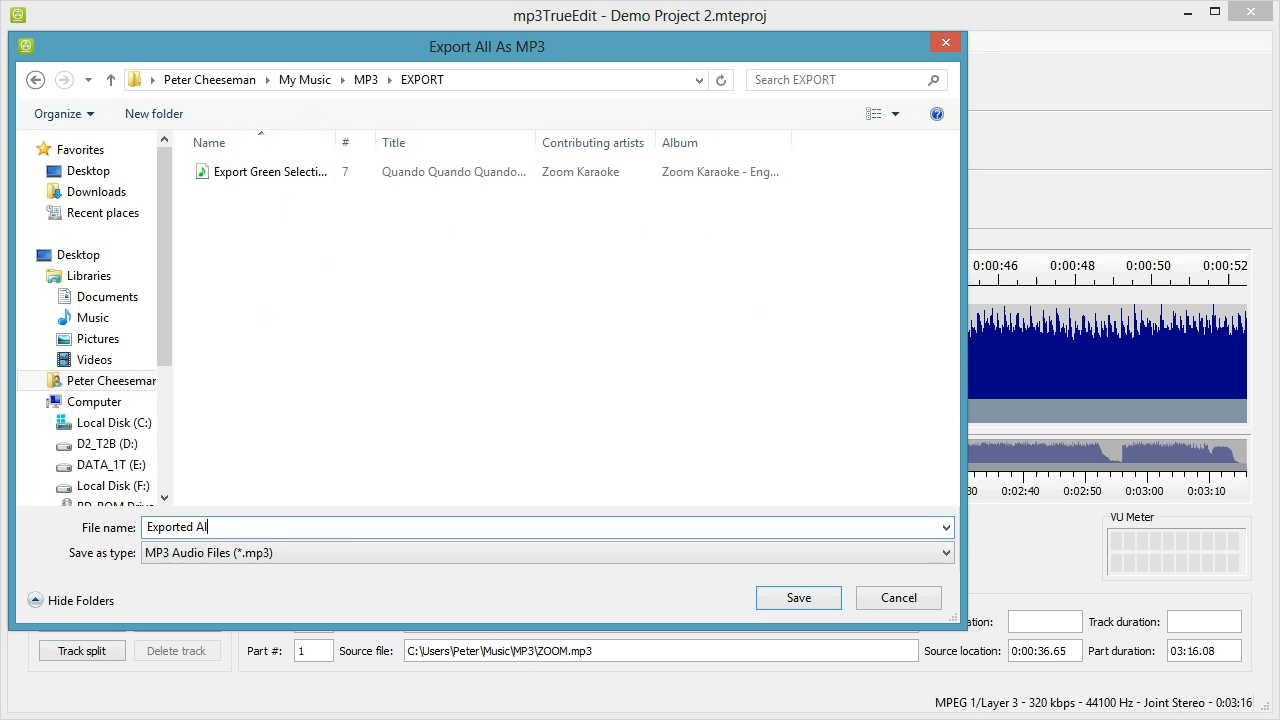 mp3TrueEdit - Demo Project 2.mteproj
Export All As MP3
Peter Cheeseman My Music MP3 EXPORT
Search EXPORT
Organize New folder
Name # Title Contributing artists Album
Export Green Selecti... 7 Quando Quando Quando... Zoom Karaoke Zoom Karaoke - Eng...
Favorites
Desktop
Downloads
Recent places
Desktop
Libraries
Documents
Music
Pictures
Videos
Peter Cheeseman
Computer
Local Disk (C:)
D2_T2B (D:)
DATA_1T (E:)
Local Disk (F:)
BD-ROM Drive
File name: Exported Al
Save as type: MP3 Audio Files (*.mp3)
Hide Folders
Save Cancel
0:00:46 0:00:48 0:00:50 0:00:52
30 0:02:40 0:02:50 0:03:00 0:03:10
VU Meter
ation: Track duration:
Track split Delete track Part #: 1 Source file: C:\Users\Peter\Music\MP3\ZOOM.mp3 Source location: 0:00:36.65 Part duration: 03:16.08
MPEG 1/Layer 3 - 320 kbps - 44100 Hz - Joint Stereo - 0:03:16